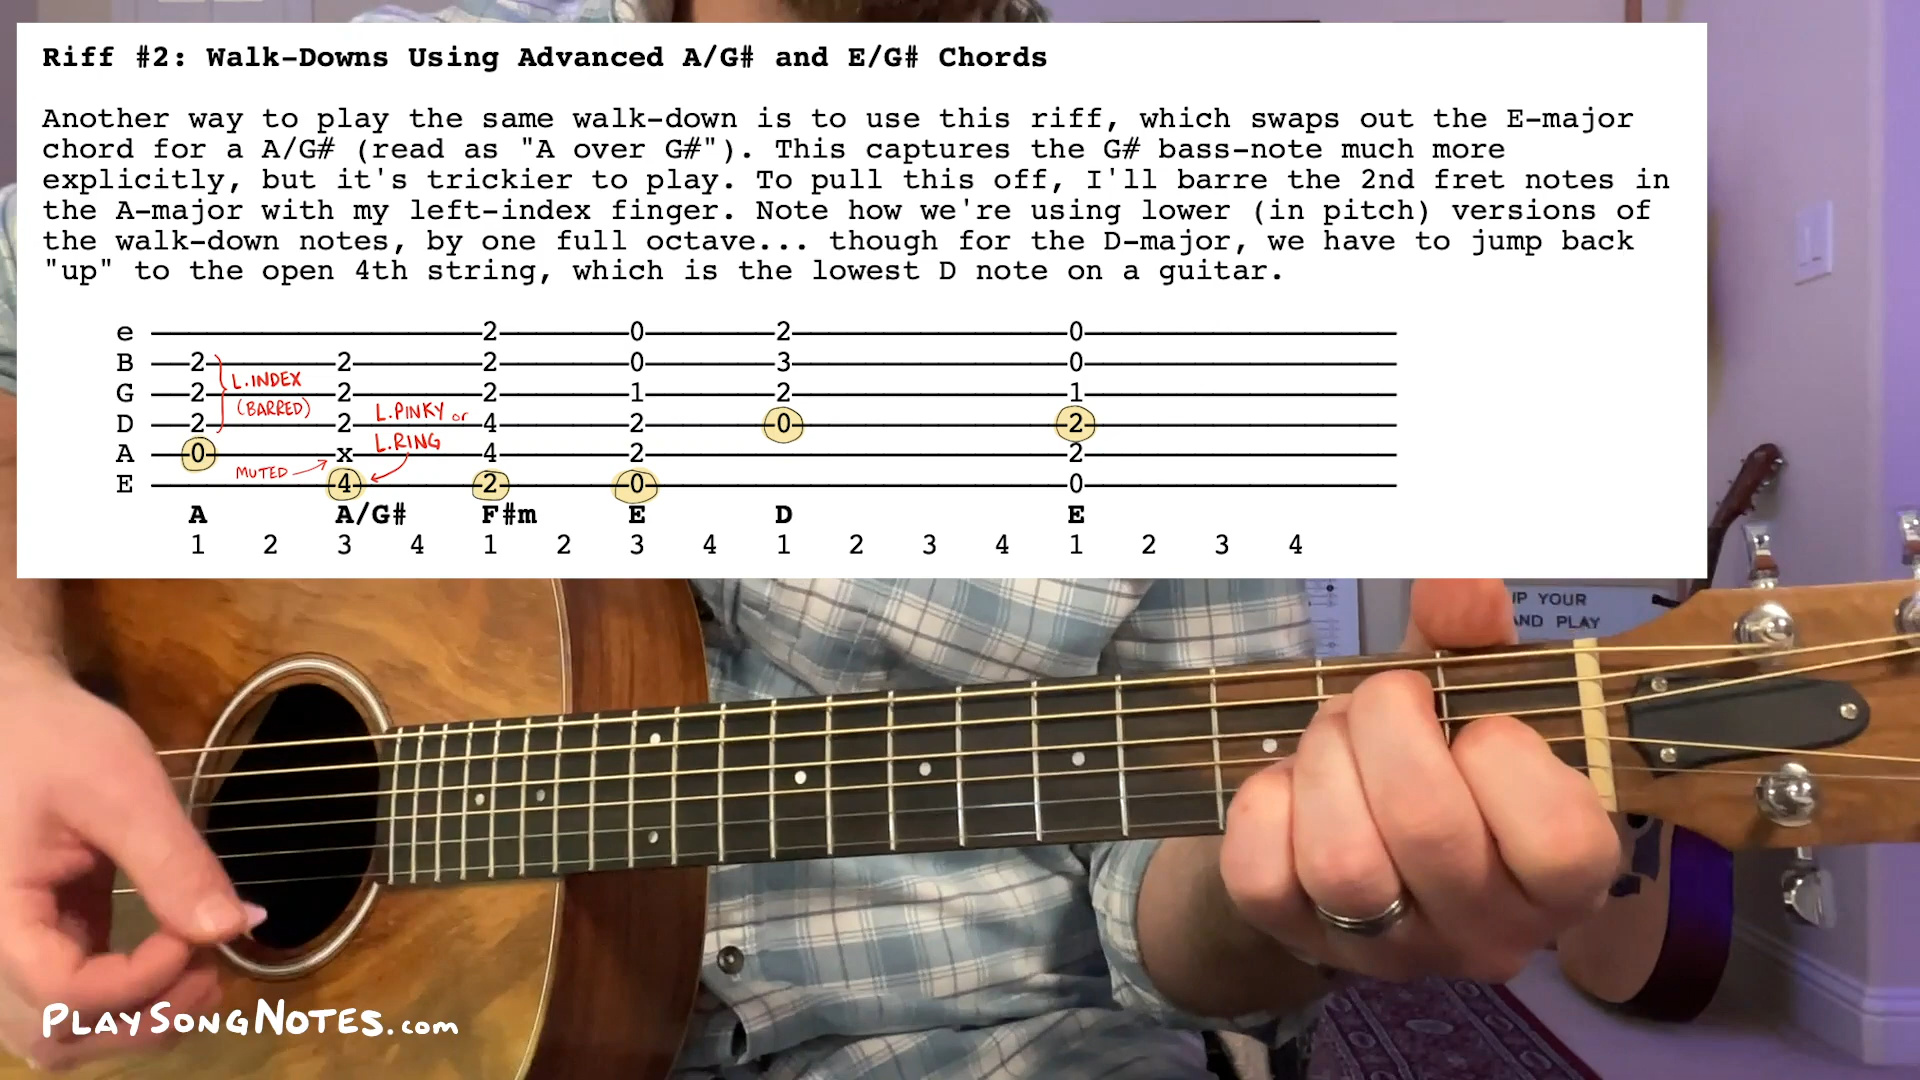 Riff #2: Walk-Downs Using Advanced A/G# and E/G# Chords
Another way to play the same walk-down is to use this riff, which swaps out the E-major
chord for a A/G# (read as "A over G#"). This captures the G# bass-note much more
explicitly, but it's trickier to play. To pull this off, I'll barre the 2nd fret notes in
the A-major with my left-index finger. Note how we're using lower (in pitch) versions of
the walk-down notes, by one full octave... though for the D-major, we have to jump back
"up" to the open 4th string, which is the lowest D note on a guitar.
e 2 0 2 0
B 2 2 2 0 3 0
L.INDEX
G 2 2 2 1 2 1
(BARRED)
L.PINKY or
D 2 2 4 2 0 2
L.RING
A 0 x 4 2 2
MUTED
E 4 2 0 0
A A/G# F#m E D E
1 2 3 4 1 2 3 4 1 2 3 4 1 2 3 4
IP YOUR
AND PLAY
PLAYSONGNOTES.com